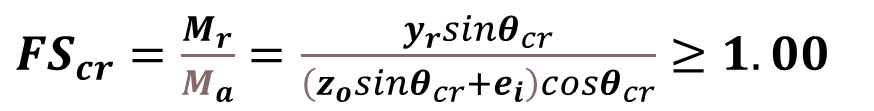 FS_cr = M_r / M_a = y_r sinθ_cr / (z_o sinθ_cr+e_i)cosθ_cr ≥ 1.00